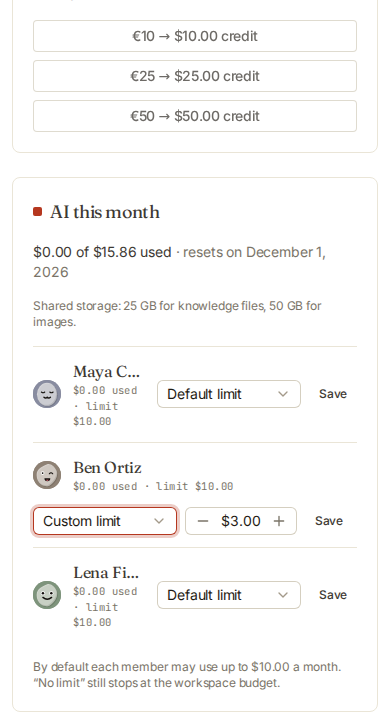 €10 → $10.00 credit
€25 → $25.00 credit
€50 → $50.00 credit
AI this month
$0.00 of $15.86 used · resets on December 1,
2026
Shared storage: 25 GB for knowledge files, 50 GB for
images.
Maya C...
$0.00 used
· limit
$10.00
Default limit
Save
Ben Ortiz
$0.00 used · limit $10.00
Custom limit
− $3.00 +
Save
Lena Fi...
$0.00 used
· limit
$10.00
Default limit
Save
By default each member may use up to $10.00 a month.
“No limit” still stops at the workspace budget.